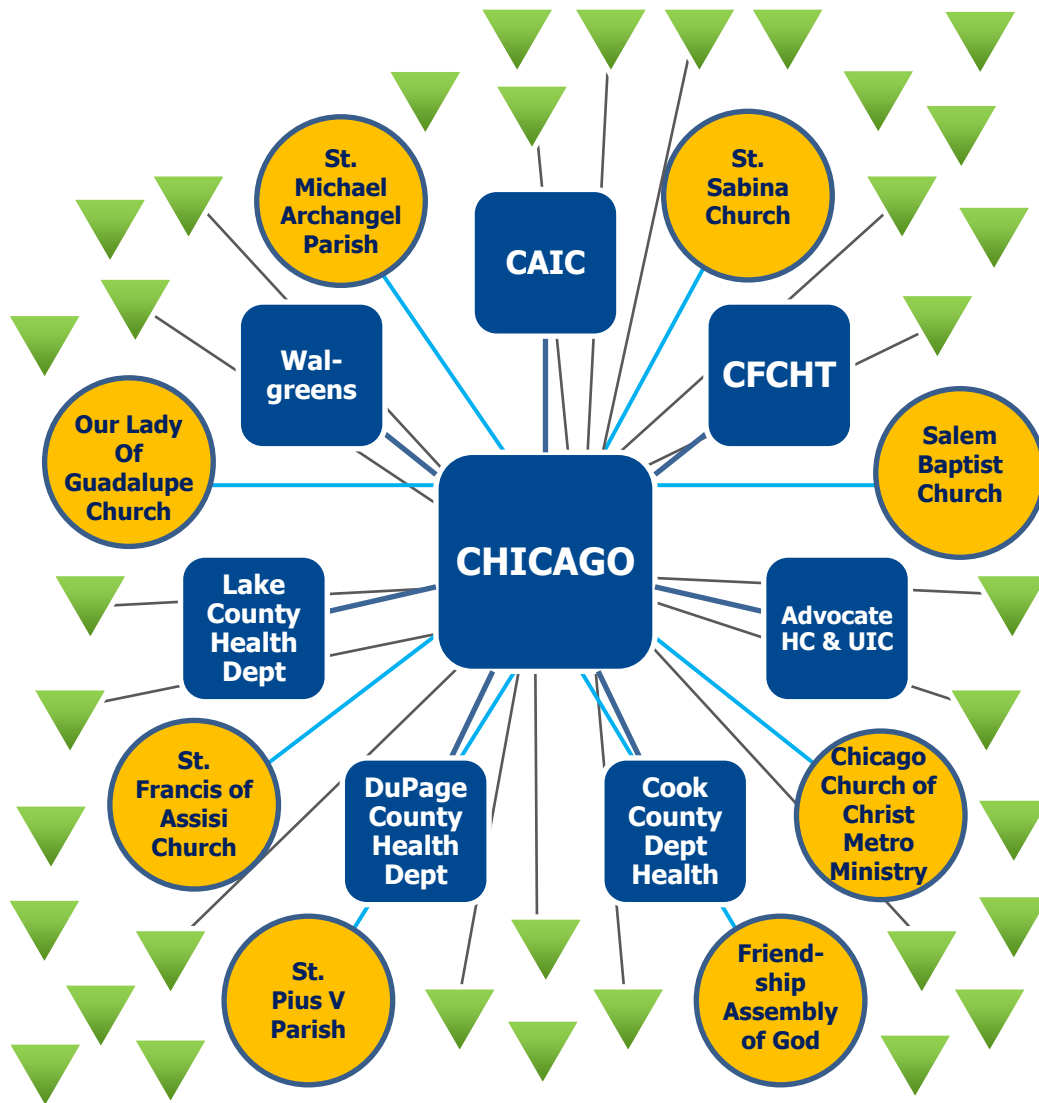 St.
Michael
Archangel
Parish
St.
Sabina
Church
CAIC
Wal-
greens
CFCHT
Our Lady
Of
Guadalupe
Church
Salem
Baptist
Church
CHICAGO
Lake
County
Health
Dept
Advocate
HC & UIC
St.
Francis of
Assisi
Church
DuPage
County
Health
Dept
Cook
County
Dept
Health
Chicago
Church of
Christ
Metro
Ministry
St.
Pius V
Parish
Friend-
ship
Assembly
of God